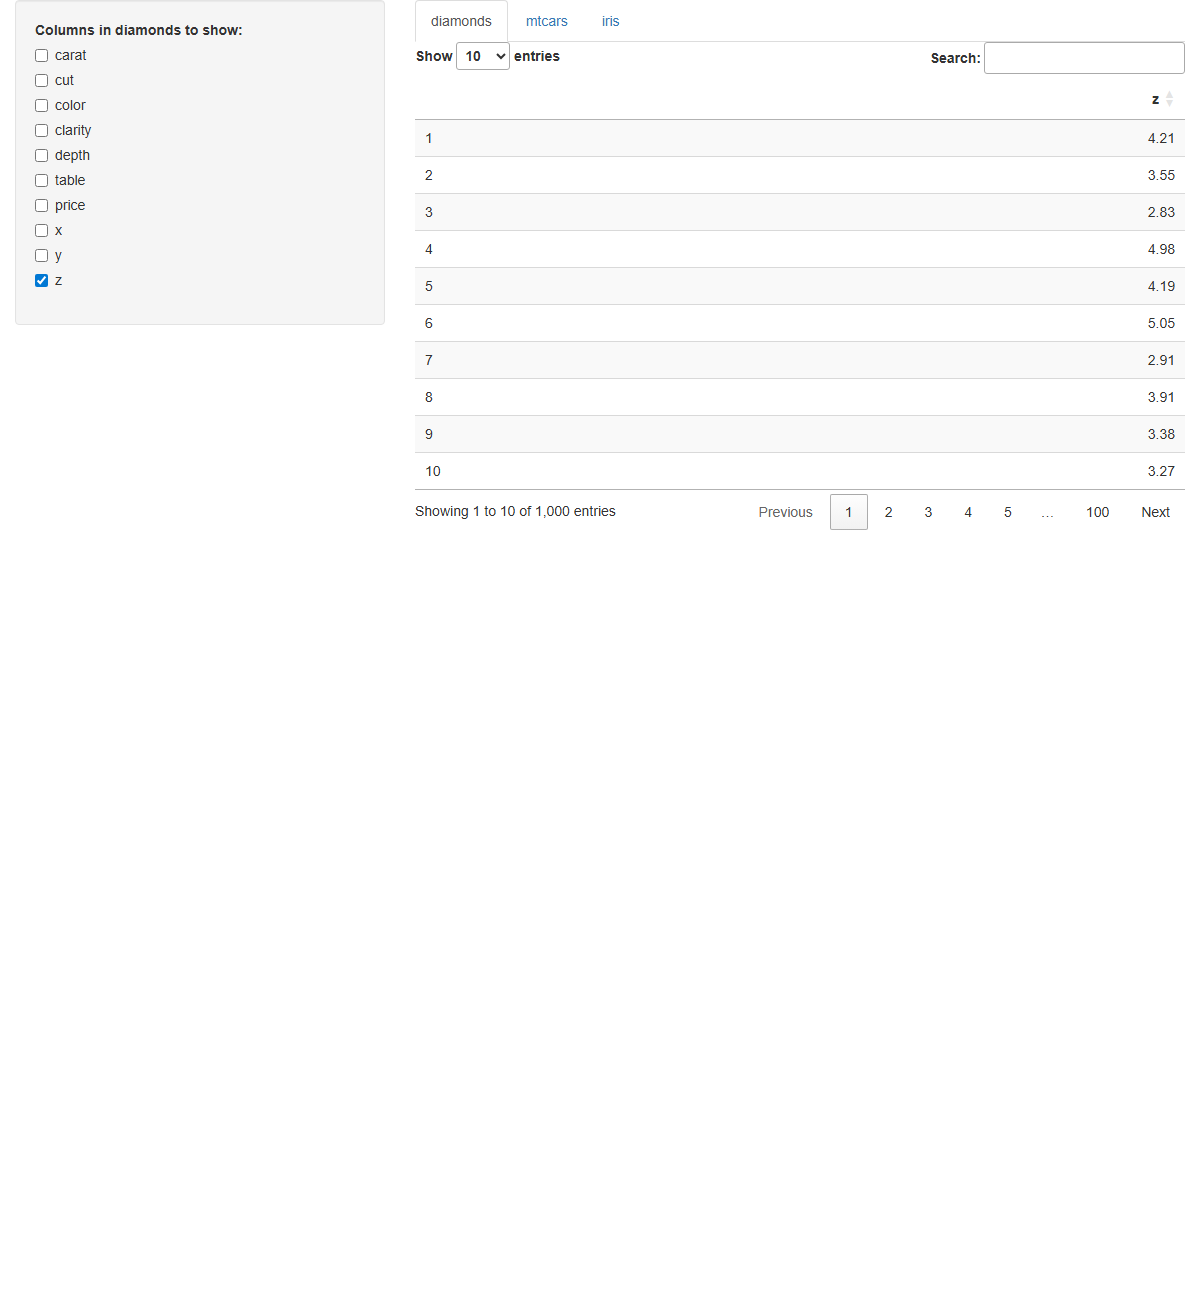 Columns in diamonds to show:
carat
cut
color
clarity
depth
table
price
x
y
z
diamonds mtcars iris
Show 10 entries Search:
z
1 4.21
2 3.55
3 2.83
4 4.98
5 4.19
6 5.05
7 2.91
8 3.91
9 3.38
10 3.27
Showing 1 to 10 of 1,000 entries Previous 1 2 3 4 5 … 100 Next